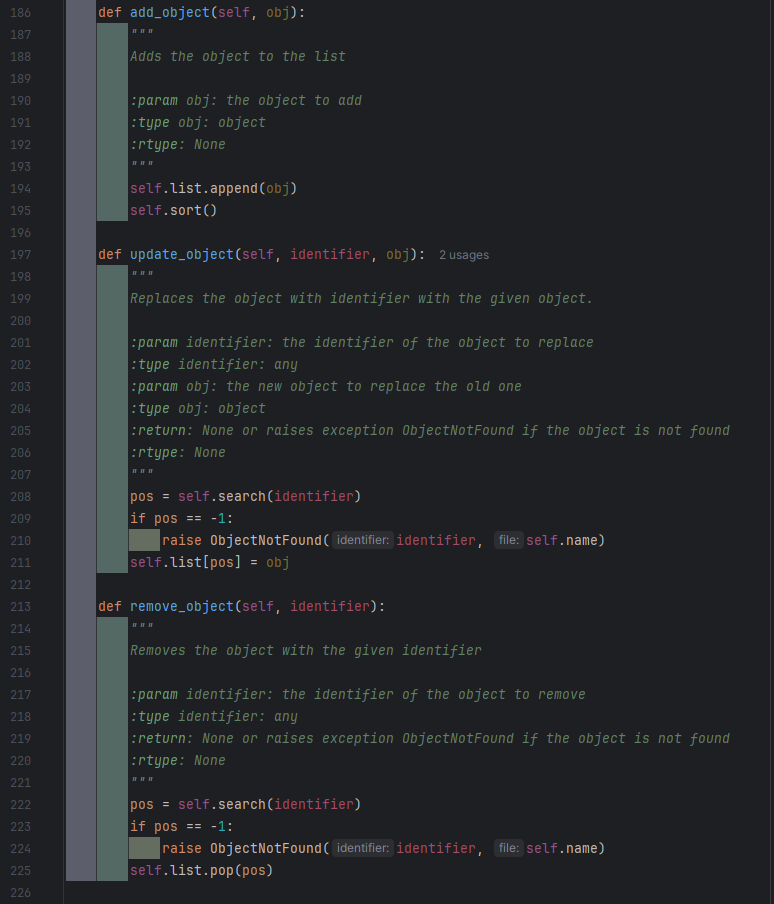 186 def add_object(self, obj):
187 """
188 Adds the object to the list
189
190 :param obj: the object to add
191 :type obj: object
192 :rtype: None
193 """
194 self.list.append(obj)
195 self.sort()
196
197 def update_object(self, identifier, obj): 2 usages
198 """
199 Replaces the object with identifier with the given object.
200
201 :param identifier: the identifier of the object to replace
202 :type identifier: any
203 :param obj: the new object to replace the old one
204 :type obj: object
205 :return: None or raises exception ObjectNotFound if the object is not found
206 :rtype: None
207 """
208 pos = self.search(identifier)
209 if pos == -1:
210 raise ObjectNotFound( identifier: identifier, file: self.name)
211 self.list[pos] = obj
212
213 def remove_object(self, identifier):
214 """
215 Removes the object with the given identifier
216
217 :param identifier: the identifier of the object to remove
218 :type identifier: any
219 :return: None or raises exception ObjectNotFound if the object is not found
220 :rtype: None
221 """
222 pos = self.search(identifier)
223 if pos == -1:
224 raise ObjectNotFound( identifier: identifier, file: self.name)
225 self.list.pop(pos)
226